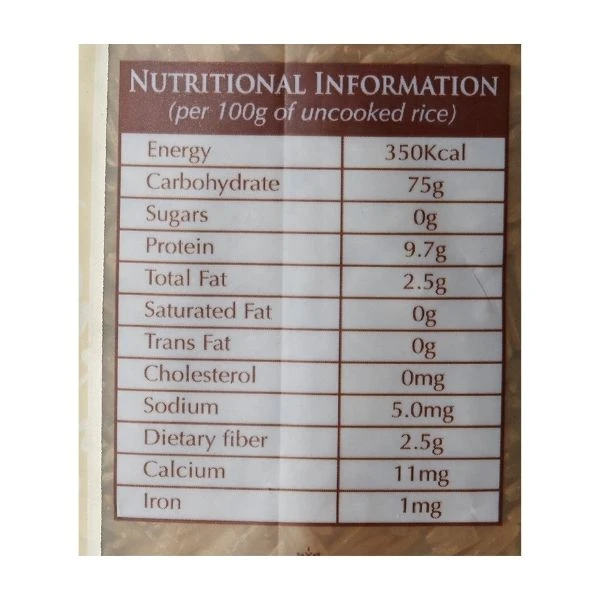 NUTRITIONAL INFORMATION
(per 100g of uncooked rice)
Energy 350Kcal
Carbohydrate 75g
Sugars 0g
Protein 9.7g
Total Fat 2.5g
Saturated Fat 0g
Trans Fat 0g
Cholesterol 0mg
Sodium 5.0mg
Dietary fiber 2.5g
Calcium 11mg
Iron 1mg